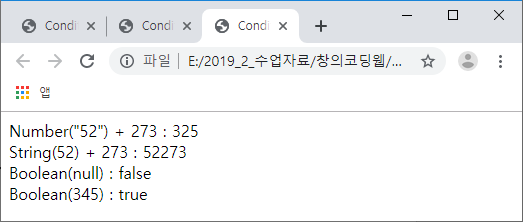 Condi
Condi
Condi
파일
E:/2019_2_수업자료/창의코딩웹/...
앱
Number("52") + 273 : 325
String(52) + 273 : 52273
Boolean(null) : false
Boolean(345) : true